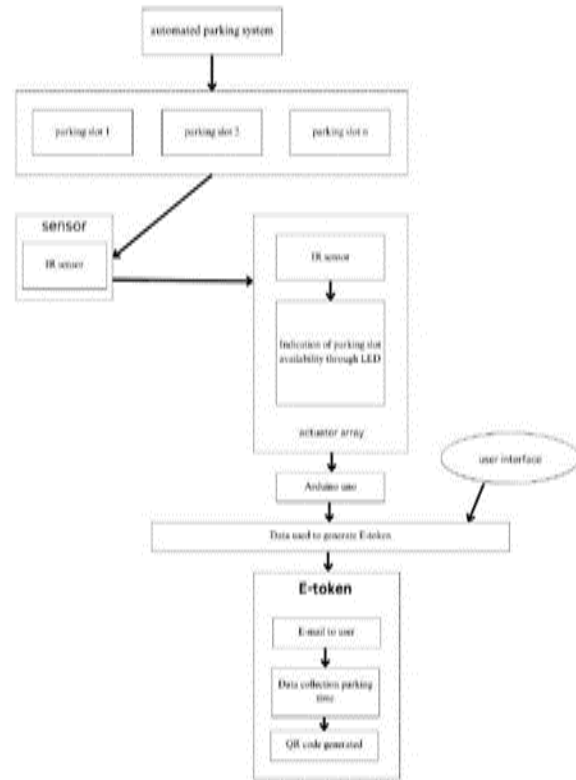 automated parking system
parking slot 1
parking slot 2
parking slot n
sensor
IR sensor
IR sensor
Indication of parking slot
availability through LED
actuator array
user interface
Arduino uno
Data used to generate E-token
E-token
E-mail to user
Data collection parking
time
QR code generated